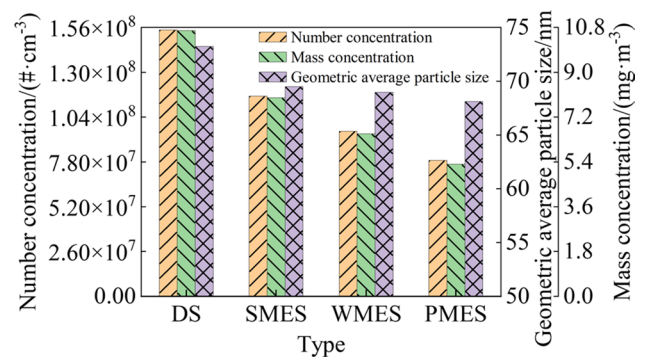 Number concentration/(#·cm⁻³)
1.56×10⁸
1.30×10⁸
1.04×10⁸
7.80×10⁷
5.20×10⁷
2.60×10⁷
0.00
Number concentration
Mass concentration
Geometric average particle size
75
70
65
60
55
50
Geometric average particle size/nm
10.8
9.0
7.2
5.4
3.6
1.8
0.0
Mass concentration/(mg·m⁻³)
DS SMES WMES PMES
Type